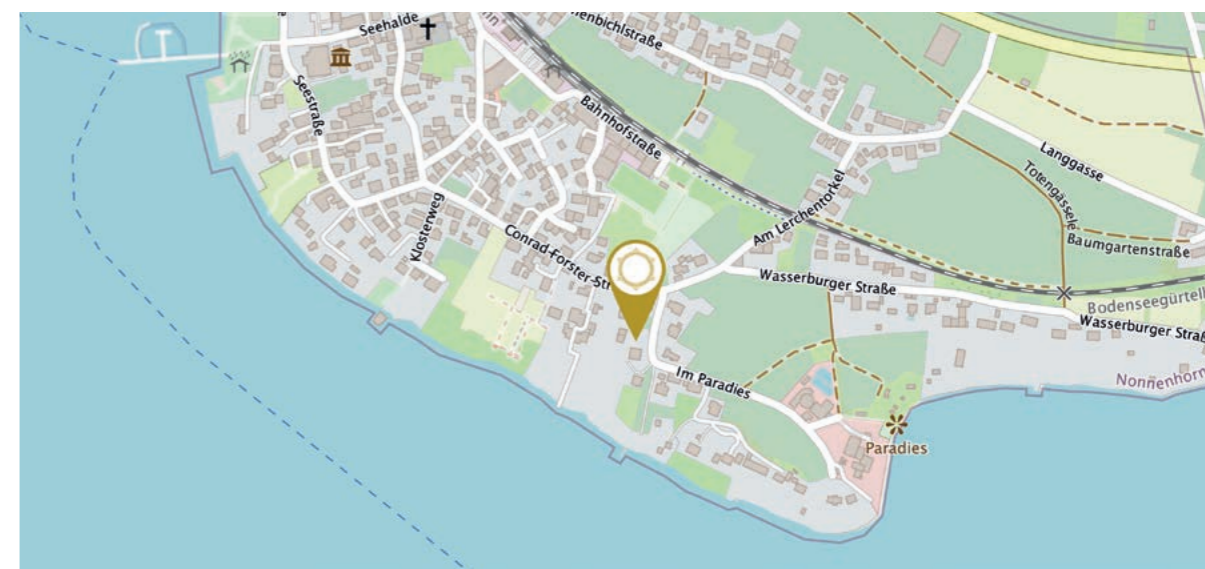 Seehalde
enbichlstraße
Seestraße
Bahnhofstraße
Langgasse
Totengässele
Am Lerchentorkel
Baumgartenstraße
Klosterweg
Conrad-Forster-Str
Wasserburger Straße
Bodenseegürtel
Wasserburger Straß
Im Paradies
Nonnenhorn
Paradies